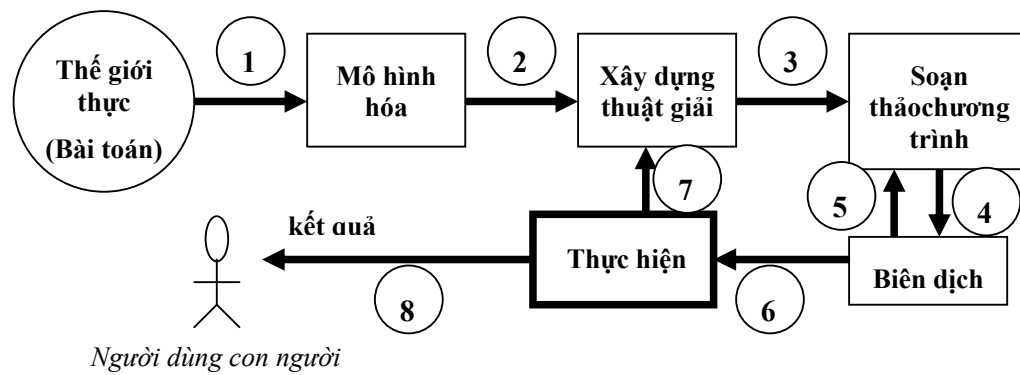 Thế giới
thực
(Bài toán)
1
Mô hình
hóa
2
Xây dựng
thuật giải
3
Soạn
thảochương
trình
7
5
4
kết quả
Thực hiện
Biên dịch
8
6
Người dùng con người